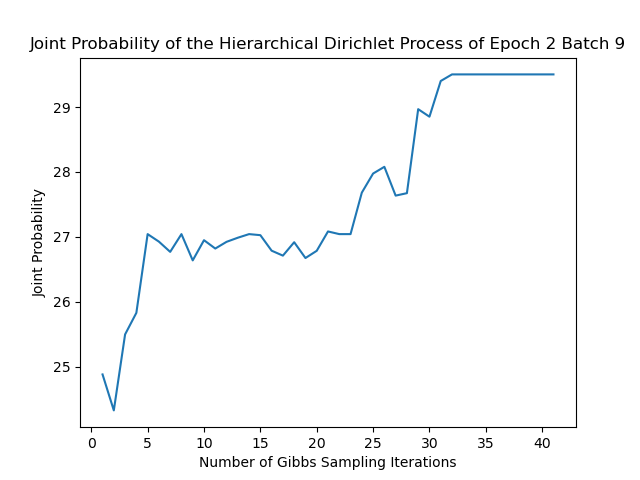 Joint Probability of the Hierarchical Dirichlet Process of Epoch 2 Batch 9
Joint Probability
29
28
27
26
25
0 5 10 15 20 25 30 35 40
Number of Gibbs Sampling Iterations